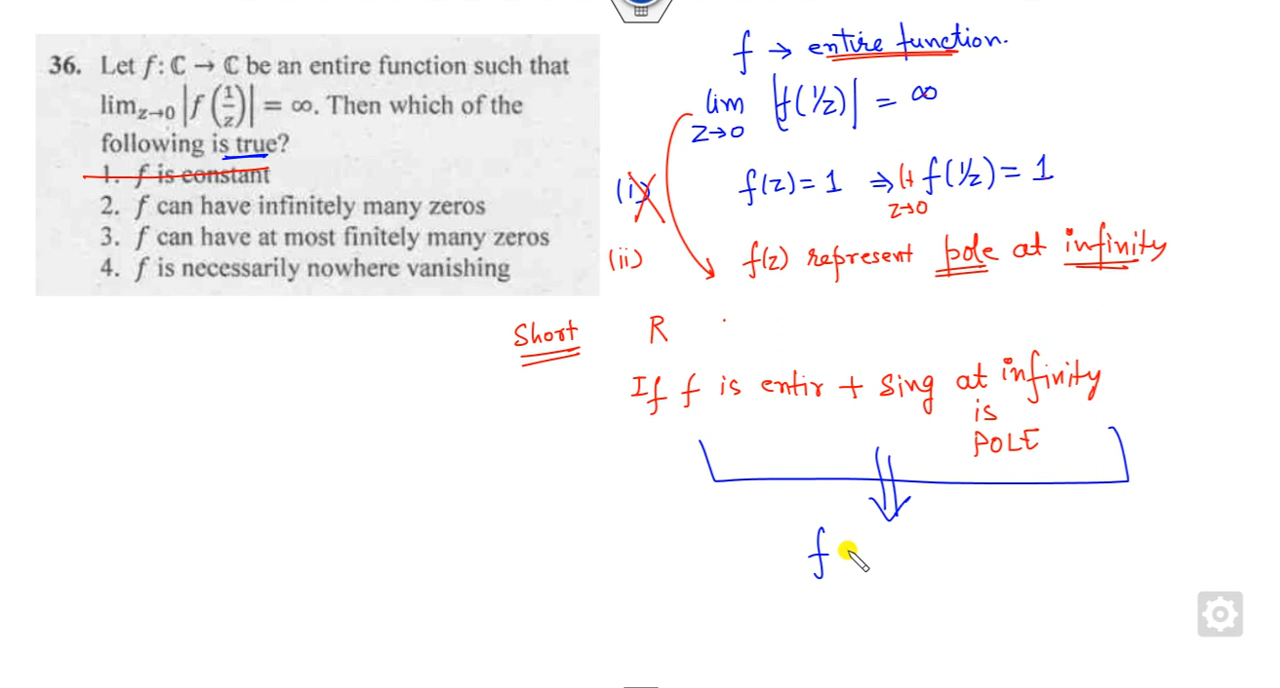 36. Let f: ℂ → ℂ be an entire function such that
lim_{z→0} |f(1/z)| = ∞. Then which of the
following is true?
1. f is constant
2. f can have infinitely many zeros
3. f can have at most finitely many zeros
4. f is necessarily nowhere vanishing
f → entire function.
lim_{z→0} |f(1/z)| = ∞
(i) f(z) = 1 ⇒ lt_{z→0} f(1/z) = 1
(ii) f(z) represent pole at infinity
Short R
If f is entir + sing at infinity
is
POLE
f